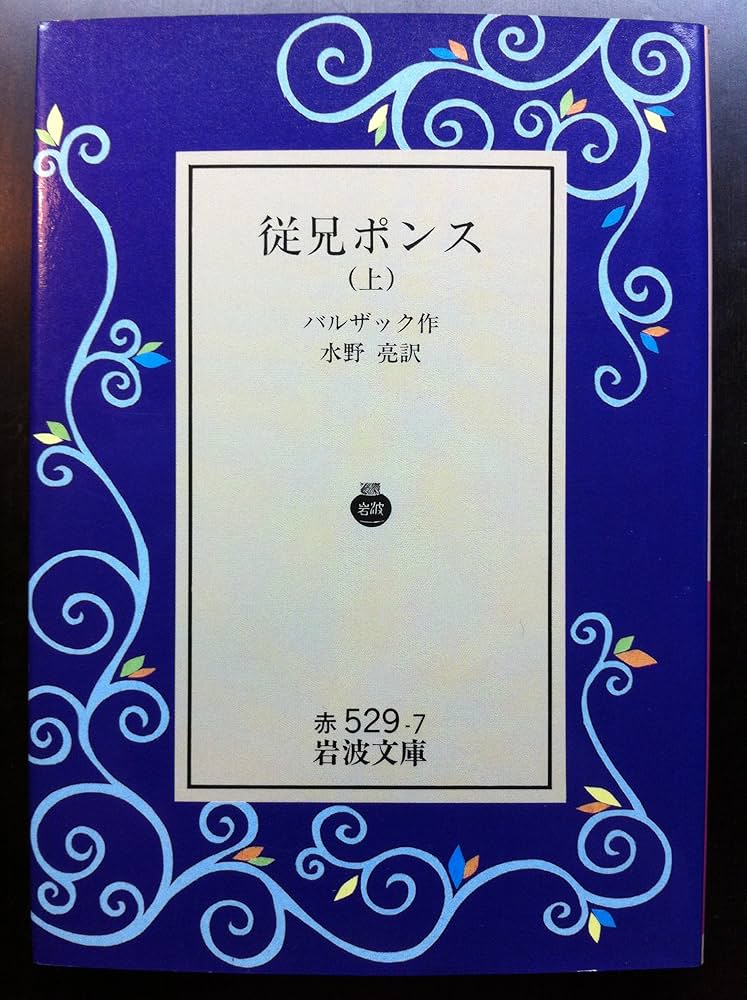 従兄ポンス
(上)
バルザック作
水野 亮訳
岩波
赤 529-7
岩波文庫